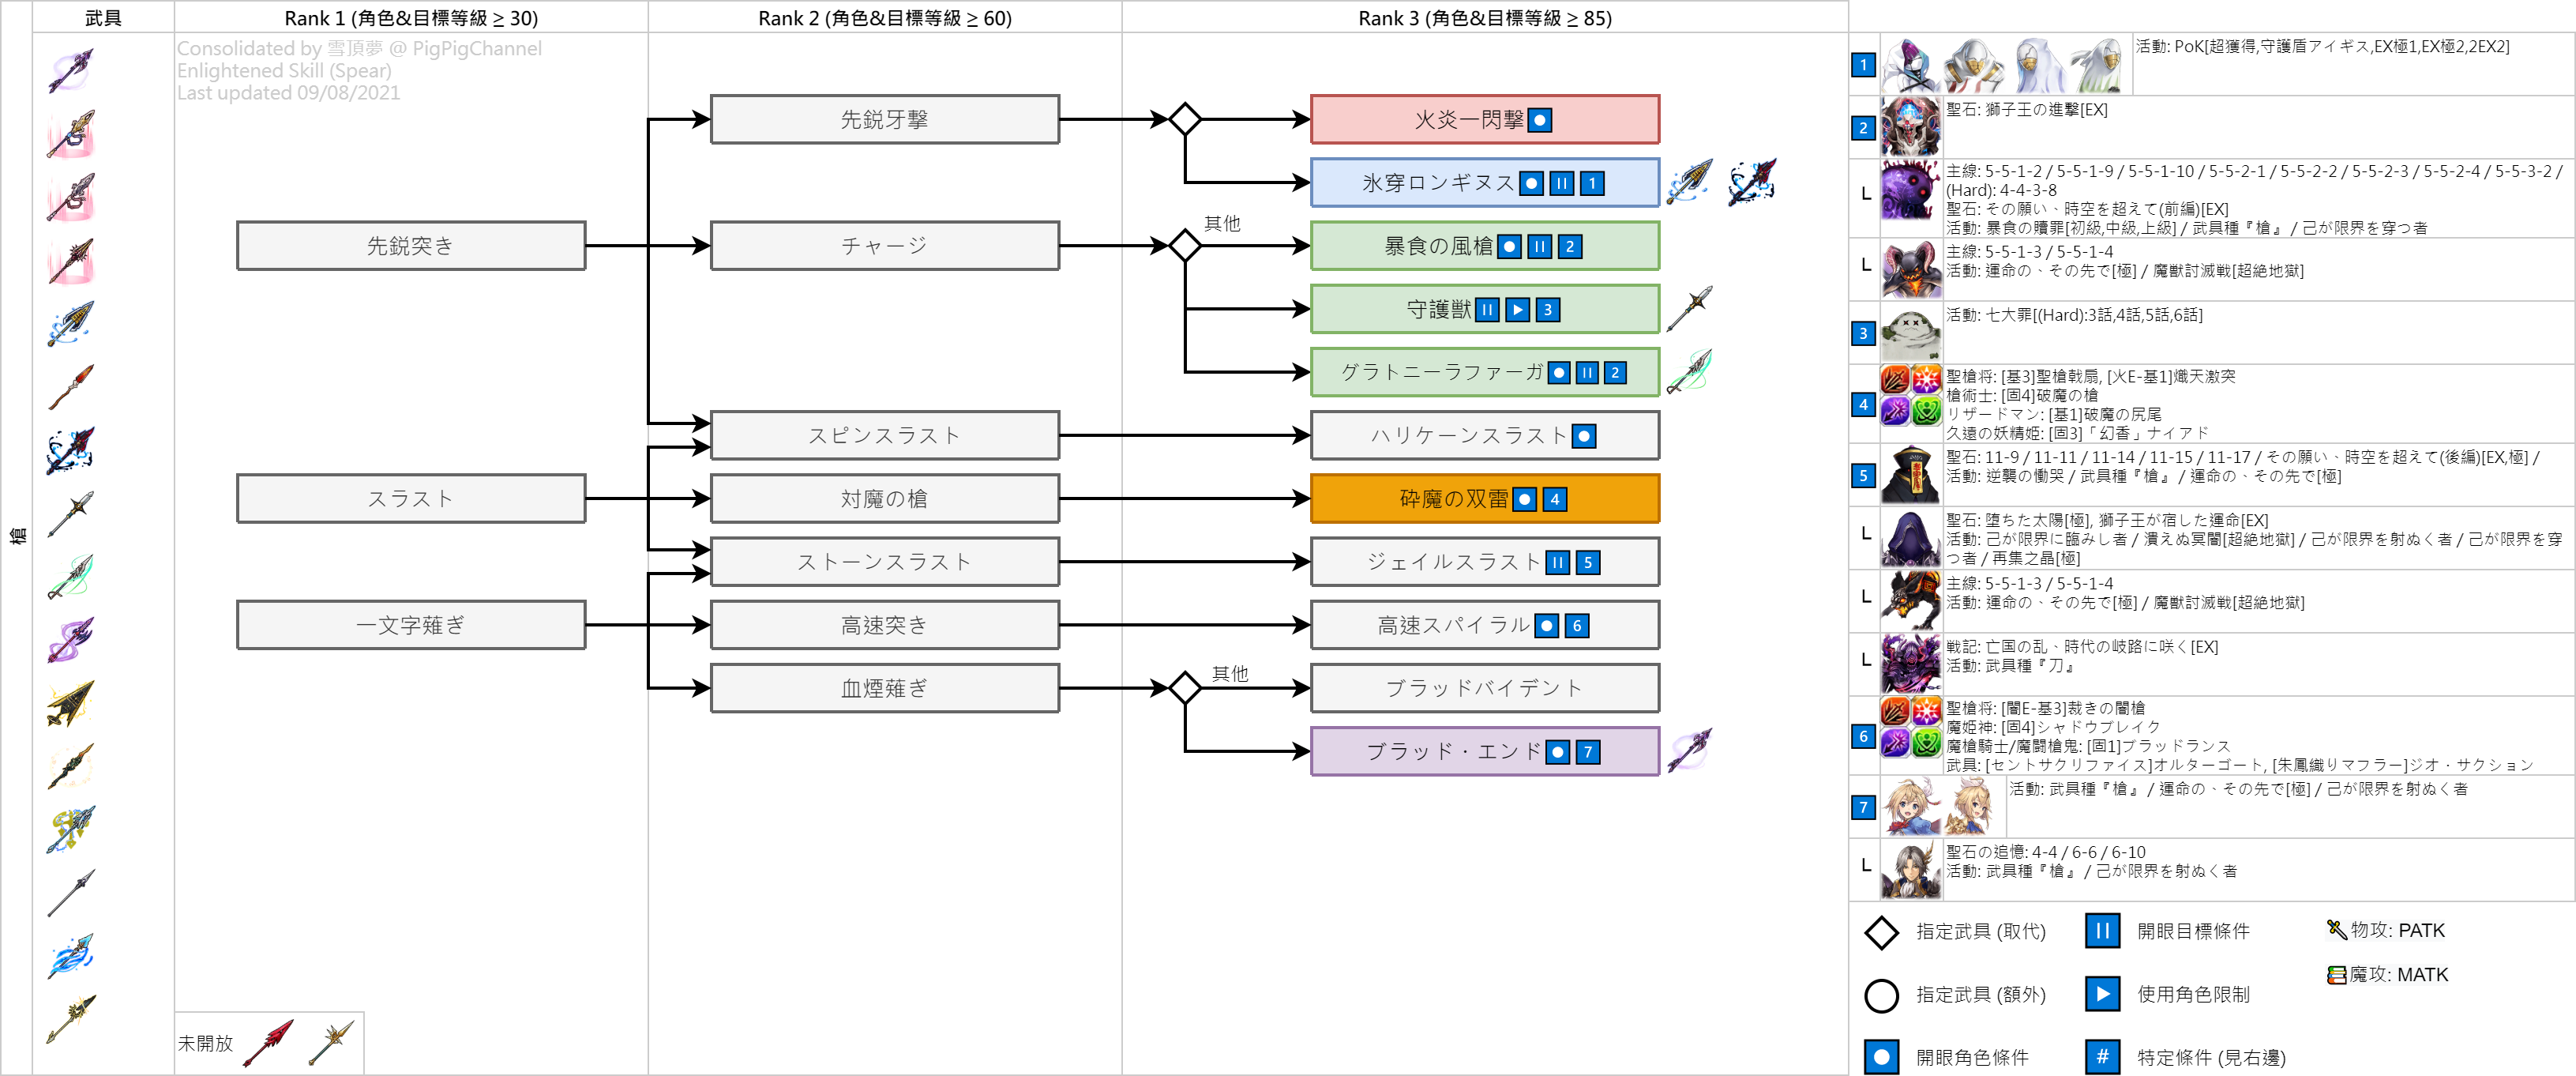 武具
Rank 1 (角色&目標等級 ≥ 30)
Rank 2 (角色&目標等級 ≥ 60)
Rank 3 (角色&目標等級 ≥ 85)
槍
Consolidated by 雪頂夢 @ PigPigChannel
Enlightened Skill (Spear)
Last updated 09/08/2021
先鋭突き
スラスト
一文字薙ぎ
先鋭牙撃
チャージ
スピンスラスト
対魔の槍
ストーンスラスト
高速突き
血煙薙ぎ
火炎一閃撃
氷穿ロンギヌス 1
其他
暴食の風槍 2
守護獣 3
グラトニーラファーガ 2
ハリケーンスラスト
砕魔の双雷 4
ジェイルスラスト 5
高速スパイラル 6
其他
ブラッドバイデント
ブラッド・エンド 7
未開放
1
活動: PoK[超獲得,守護盾アイギス,EX極1,EX極2,2EX2]
2
聖石: 獅子王の進撃[EX]
L
主線: 5-5-1-2 / 5-5-1-9 / 5-5-1-10 / 5-5-2-1 / 5-5-2-2 / 5-5-2-3 / 5-5-2-4 / 5-5-3-2 /
(Hard): 4-4-3-8
聖石: その願い、時空を超えて(前編)[EX]
活動: 暴食の贖罪[初級,中級,上級] / 武具種『槍』 / 己が限界を穿つ者
L
主線: 5-5-1-3 / 5-5-1-4
活動: 運命の、その先で[極] / 魔獣討滅戦[超絶地獄]
3
活動: 七大罪[(Hard):3話,4話,5話,6話]
4
聖槍将: [基3]聖槍戟扇, [火E-基1]熾天激突
槍術士: [固4]破魔の槍
リザードマン: [基1]破魔の尻尾
久遠の妖精姫: [固3]「幻香」ナイアド
5
聖石: 11-9 / 11-11 / 11-14 / 11-15 / 11-17 / その願い、時空を超えて(後編)[EX,極] /
活動: 逆襲の慟哭 / 武具種『槍』 / 運命の、その先で[極]
L
聖石: 堕ちた太陽[極], 獅子王が宿した運命[EX]
活動: 己が限界に臨みし者 / 潰えぬ冥闇[超絶地獄] / 己が限界を射ぬく者 / 己が限界を穿
つ者 / 再集之晶[極]
L
主線: 5-5-1-3 / 5-5-1-4
活動: 運命の、その先で[極] / 魔獣討滅戦[超絶地獄]
L
戦記: 亡国の乱、時代の岐路に咲く[EX]
活動: 武具種『刀』
6
聖槍将: [闇E-基3]裁きの闇槍
魔姫神: [固4]シャドウブレイク
魔槍騎士/魔闘槍鬼: [固1]ブラッドランス
武具: [セントサクリファイス]オルターゴート, [朱鳳織りマフラー]ジオ・サクション
7
活動: 武具種『槍』 / 運命の、その先で[極] / 己が限界を射ぬく者
L
聖石の追憶: 4-4 / 6-6 / 6-10
活動: 武具種『槍』 / 己が限界を射ぬく者
指定武具 (取代)
開眼目標條件
物攻: PATK
魔攻: MATK
指定武具 (額外)
使用角色限制
開眼角色條件
# 特定條件 (見右邊)